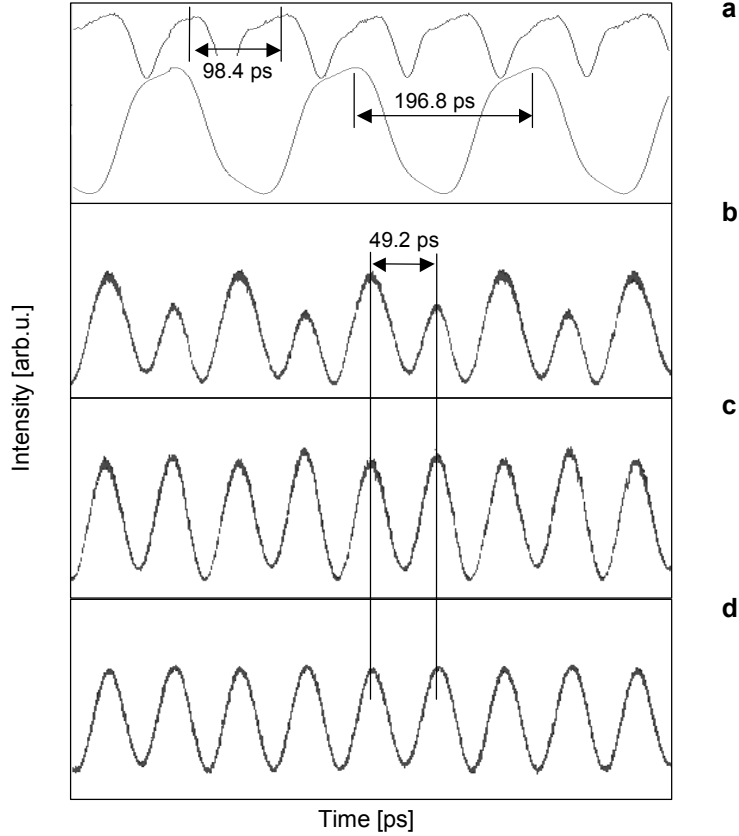 a
98.4 ps
196.8 ps
b
49.2 ps
c
d
Intensity [arb.u.]
Time [ps]